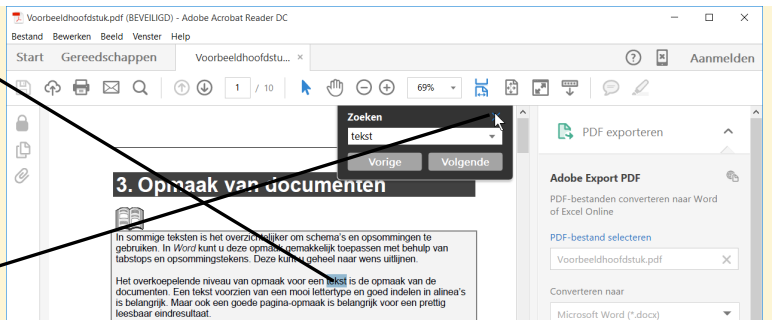 Voorbeeldhoofdstuk.pdf (BEVEILIGD) - Adobe Acrobat Reader DC
Bestand Bewerken Beeld Venster Help
Start Gereedschappen Voorbeeldhoofdstu... × ? Aanmelden
1 / 10 69%
Zoeken
tekst
Vorige Volgende
PDF exporteren
3. Opmaak van documenten
Adobe Export PDF
PDF-bestanden converteren naar Word
of Excel Online
In sommige teksten is het overzichtelijker om schema's en opsommingen te
gebruiken. In Word kunt u deze opmaak gemakkelijk toepassen met behulp van
tabstops en opsommingstekens. Deze kunt u geheel naar wens uitlijnen.
PDF-bestand selecteren
Voorbeeldhoofdstuk.pdf
Het overkoepelende niveau van opmaak voor een tekst is de opmaak van de
documenten. Een tekst voorzien van een mooi lettertype en goed indelen in alinea's
is belangrijk. Maar ook een goede pagina-opmaak is belangrijk voor een prettig
leesbaar eindresultaat.
Converteren naar
Microsoft Word (*.docx)